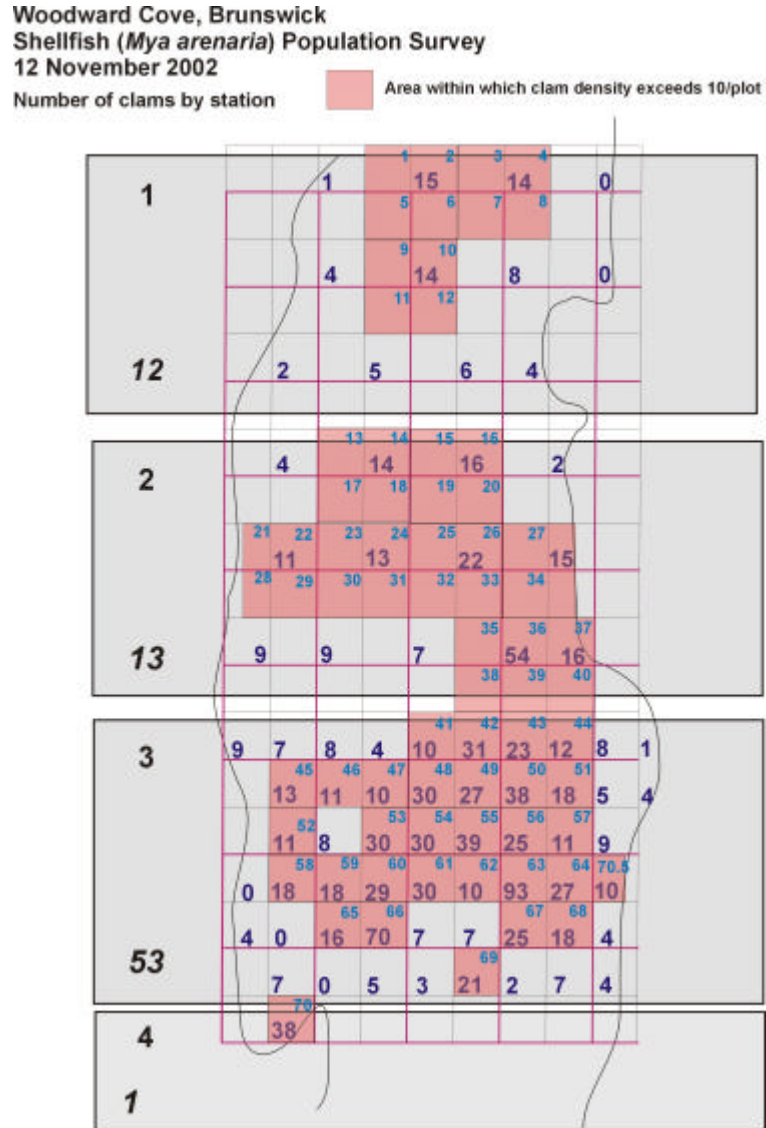 Woodward Cove, Brunswick
Shellfish (Mya arenaria) Population Survey
12 November 2002
Number of clams by station
Area within which clam density exceeds 10/plot
1 2 3 4
1 1 15 14 0
5 6 7 8
9 10
4 14 8 0
11 12
12 2 5 6 4
13 14 15 16
2 4 14 16 2
17 18 19 20
21 22 23 24 25 26 27
11 13 22 15
28 29 30 31 32 33 34
35 36 37
13 9 9 7 54 16
38 39 40
41 42 43 44
3 9 7 8 4 10 31 23 12 8 1
45 46 47 48 49 50 51
13 11 10 30 27 38 18 5 4
52 53 54 55 56 57
11 8 30 30 39 25 11 9
58 59 60 61 62 63 64 70.5
0 18 18 29 30 10 93 27 10
65 66 67 68
4 0 16 70 7 7 25 18 4
53 69
7 0 5 3 21 2 7 4
70
4 38
1